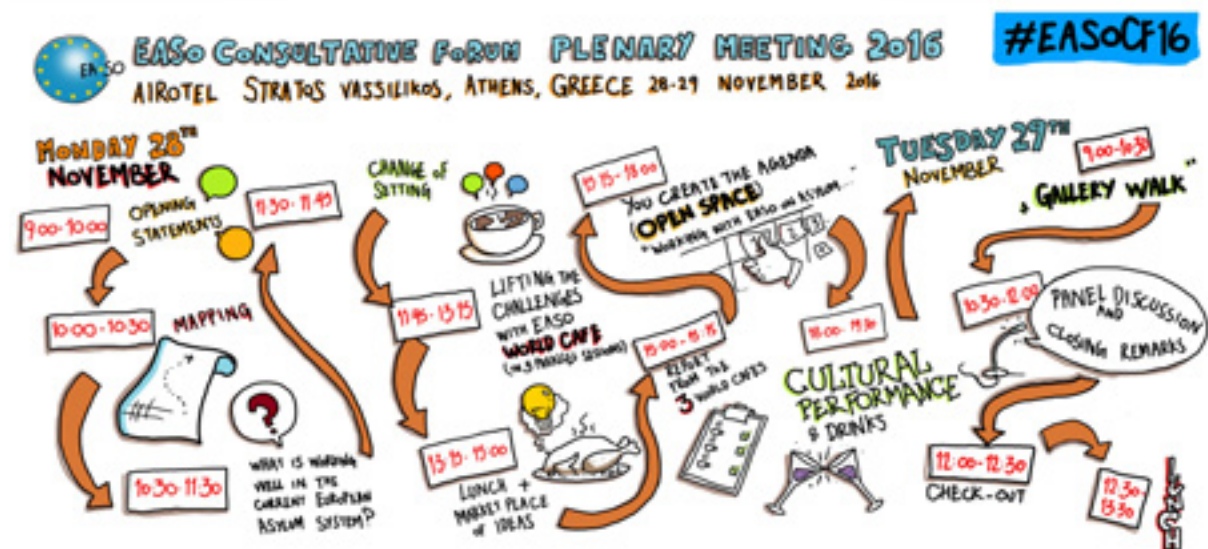 EASO
EASO CONSULTATIVE FORUM PLENARY MEETING 2016
AIROTEL STRATOS VASSILIKOS, ATHENS, GREECE 28-29 NOVEMBER 2016
#EASOCF16
MONDAY 28TH
NOVEMBER
9:00-10:00
OPENING
STATEMENTS
10:00-10:30
MAPPING
10:30-11:30
?
WHAT IS WORKING
WELL IN THE
CURRENT EUROPEAN
ASYLUM SYSTEM?
11:30-11:45
CHANGE OF
SETTING
11:45-13:15
LIFTING THE
CHALLENGES
WITH EASO
WORLD CAFE
(IN 3 PARALLEL SESSIONS)
13:15-15:00
LUNCH +
MARKET PLACE
OF IDEAS
15:00-15:15
REPORT
FROM THE
3 WORLD CAFES
15:15-18:00
YOU CREATE THE AGENDA
(OPEN SPACE)
"WORKING WITH EASO ON ASYLUM..."
CULTURAL
PERFORMANCE
& DRINKS
TUESDAY 29TH
NOVEMBER
9:00-10:30
GALLERY WALK"
10:30-12:00
PANEL DISCUSSION
AND
CLOSING REMARKS
12:00-12:30
CHECK-OUT
12:30-
13:30
LUNCH